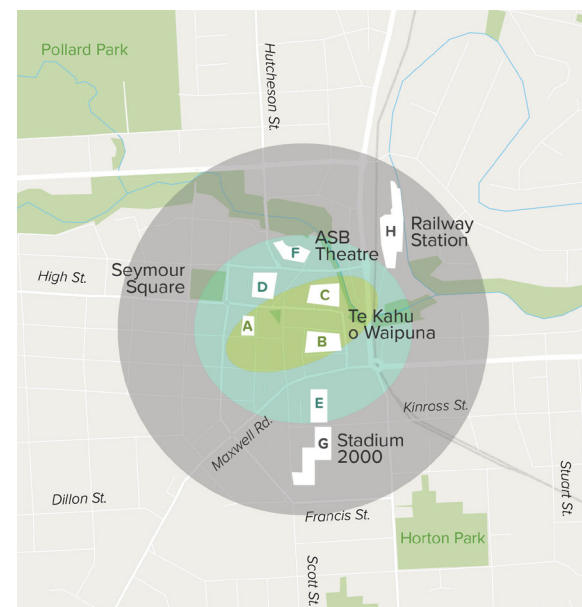 Pollard Park
Hutcheson St.
H
Railway
Station
ASB
Theatre
F
Seymour
Square
High St.
D
C
Te Kahu
o Waipuna
A
B
E
Kinross St.
Maxwell Rd.
G
Stadium
2000
Stuart St.
Dillon St.
Francis St.
Horton Park
Scott St.